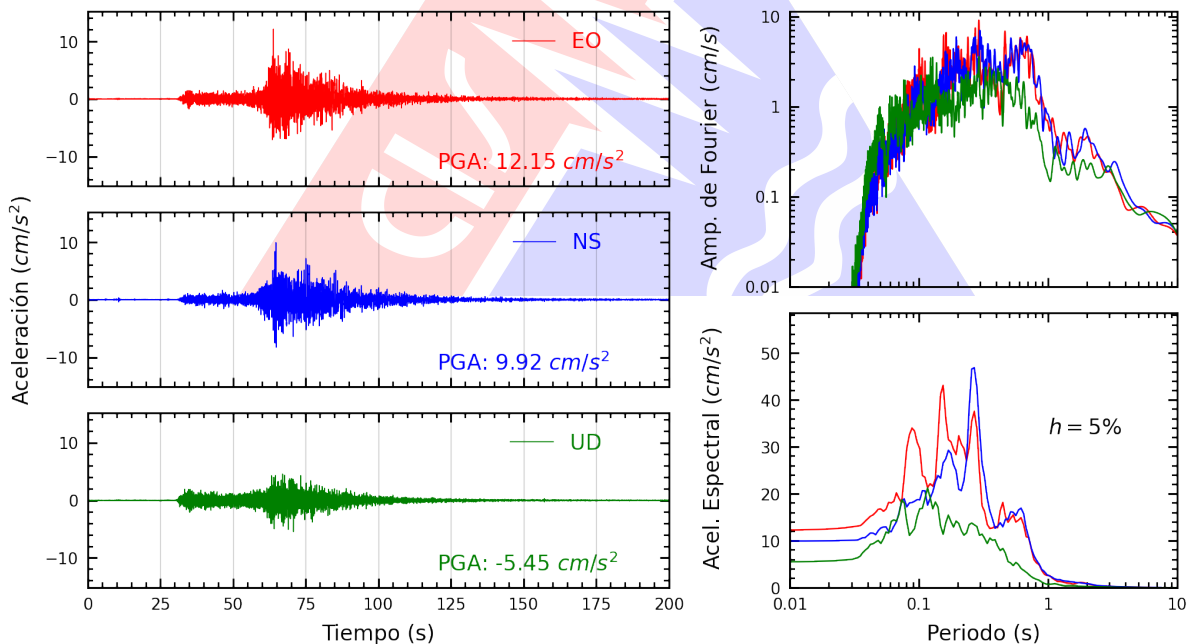 Aceleración (cm/s²)
10
0
−10
EO
PGA: 12.15 cm/s²
10
0
−10
NS
PGA: 9.92 cm/s²
10
0
−10
UD
PGA: -5.45 cm/s²
0 25 50 75 100 125 150 175 200
Tiempo (s)
Amp. de Fourier (cm/s)
10
1
0.1
0.01
Acel. Espectral (cm/s²)
50
40
30
20
10
0
h = 5%
0.01 0.1 1 10
Periodo (s)